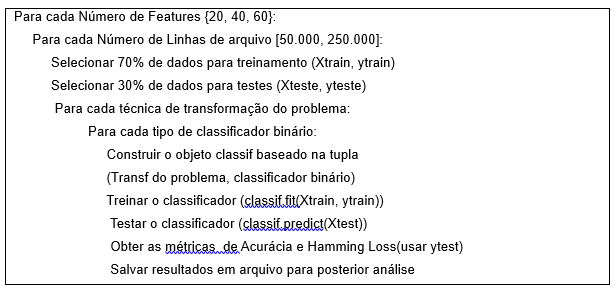 Para cada Número de Features {20, 40, 60}:
Para cada Número de Linhas de arquivo [50.000, 250.000]:
Selecionar 70% de dados para treinamento (Xtrain, ytrain)
Selecionar 30% de dados para testes (Xteste, yteste)
Para cada técnica de transformação do problema:
Para cada tipo de classificador binário:
Construir o objeto classif baseado na tupla
(Transf do problema, classificador binário)
Treinar o classificador (classif.fit(Xtrain, ytrain))
Testar o classificador (classif.predict(Xtest))
Obter as métricas de Acurácia e Hamming Loss(usar ytest)
Salvar resultados em arquivo para posterior análise